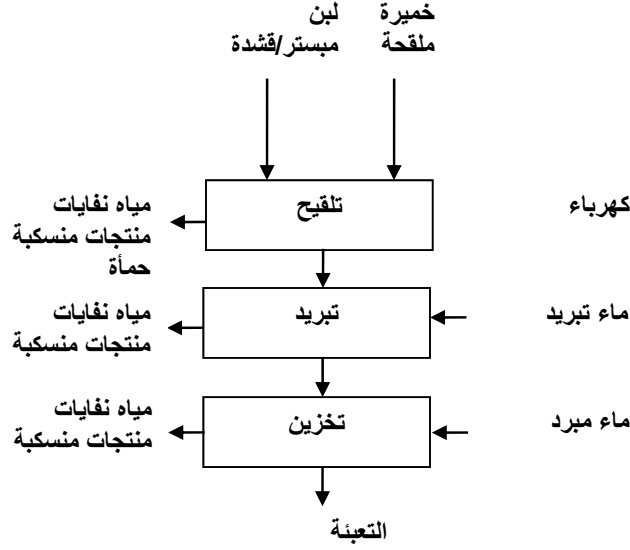 خميرة
ملقحة
لبن
مبستر/قشدة
كهرباء
تلقيح
مياه نفايات
منتجات منسكبة
حمأة
ماء تبريد
تبريد
مياه نفايات
منتجات منسكبة
ماء مبرد
تخزين
مياه نفايات
منتجات منسكبة
التعبئة